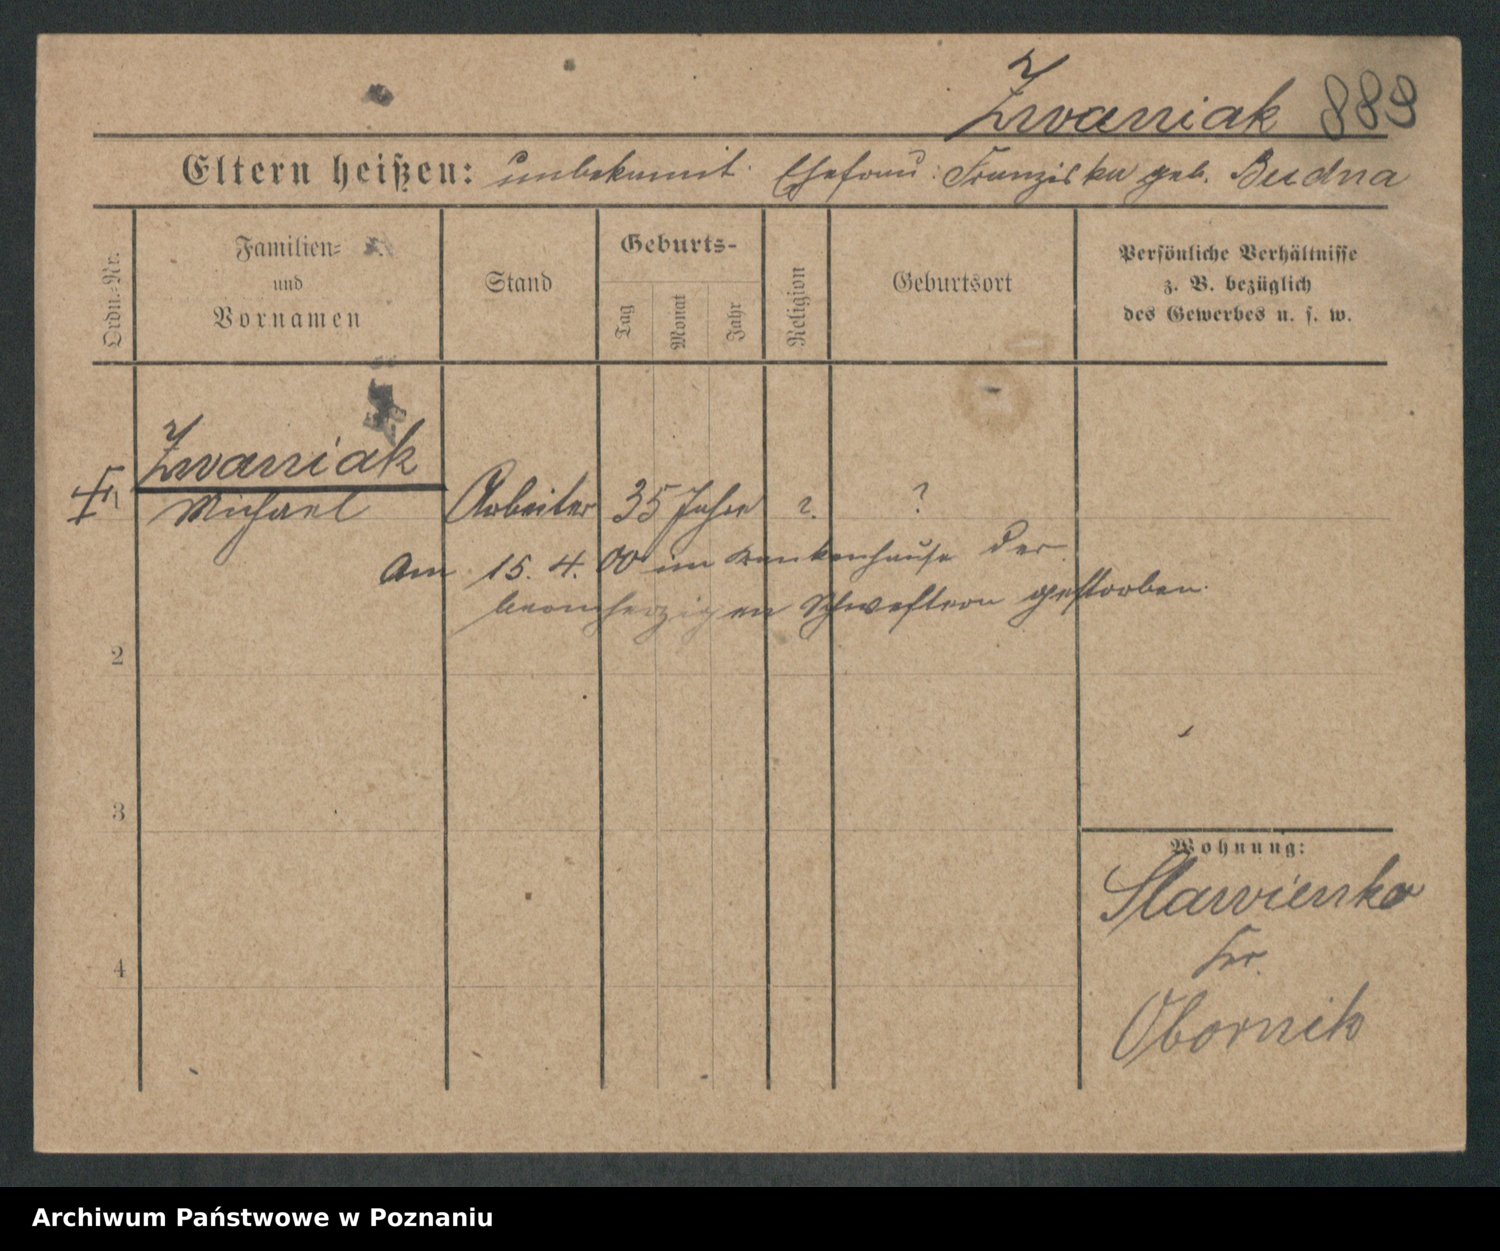 Zwaniak 889
Eltern heißen: unbekannt. Ehefrau: Franziska geb. Budna
Ordn.-Nr.
Familien-
und
Vornamen
Stand
Geburts-
Tag
Monat
Jahr
Religion
Geburtsort
Persönliche Verhältnisse
z. B. bezüglich
des Gewerbes u. s. w.
Zwaniak
1 Michael Arbeiter 35 Jahre ?. ?
Am 15. 4. 00 im Krankenhause der
barmherzigen Schwestern gestorben.
2
3
4
Wohnung:
Slawienko
Kr.
Obornik
Archiwum Państwowe w Poznaniu